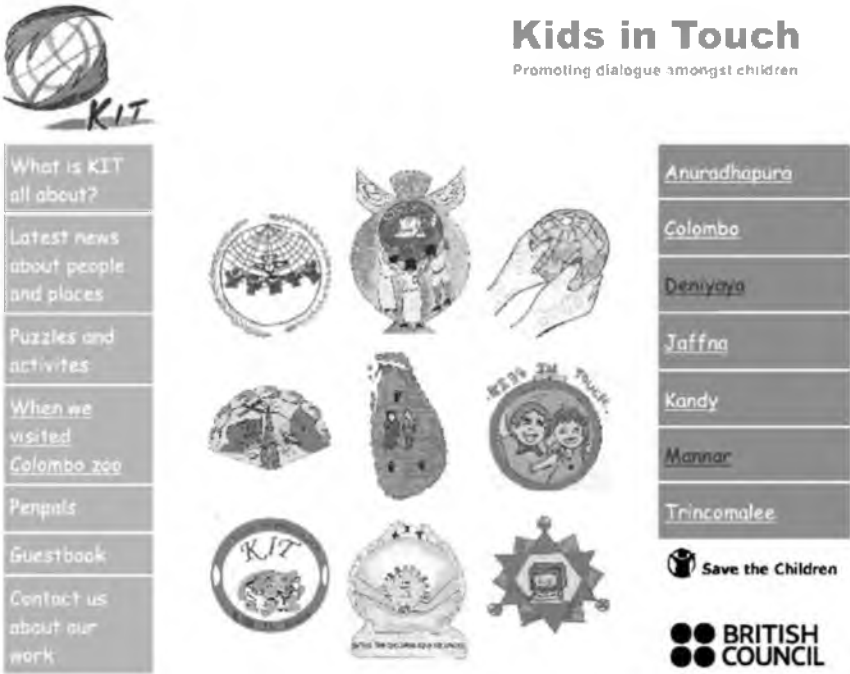 Kids in Touch
Promoting dialogue amongst children
KIT
What is KIT
all about?
Latest news
about people
and places
Puzzles and
activites
When we
visited
Colombo zoo
Penpals
Guestbook
Contact us
about our
work
KIDS IN TOUCH
KIT
KIT
Anuradhapura
Colombo
Deniyaya
Jaffna
Kandy
Mannar
Trincomalee
Save the Children
BRITISH
COUNCIL